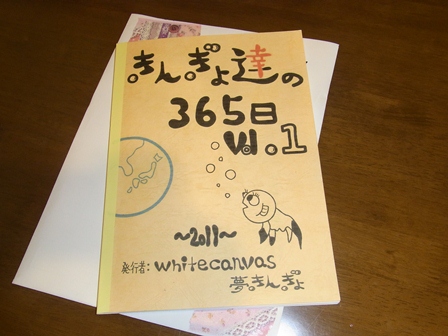 きんぎょ達の
365日
Vol.1
～2011～
発行者：whitecanvas
夢きんぎょ